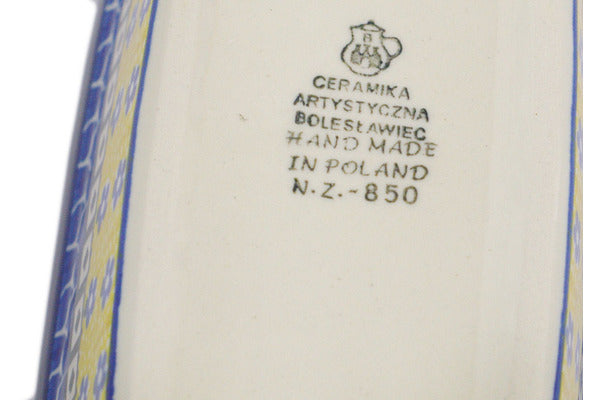 B
CERAMIKA
ARTYSTYCZNA
BOLESŁAWIEC
HAND MADE
IN POLAND
N.Z.-850